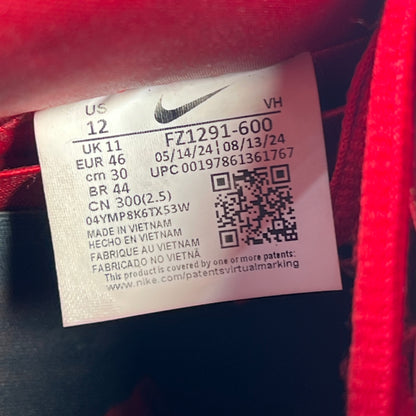 US
12
VH
UK 11
FZ1291-600
EUR 46
05/14/24 | 08/13/24
cm 30
UPC 00197861361767
BR 44
CN 300(2.5)
04YMP8K6TX53W
MADE IN VIETNAM
HECHO EN VIETNAM
FABRIQUE AU VIETNAM
FABRICADO NO VIETNÃ
This product is covered by one or more patents:
www.nike.com/patentsvirtualmarking